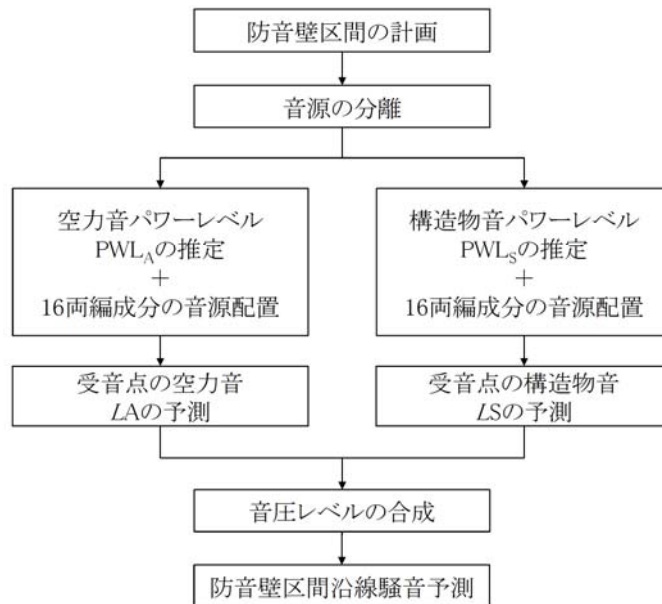 防音壁区間の計画
音源の分離
空力音パワーレベル
PWL_Aの推定
+
16両編成分の音源配置
構造物音パワーレベル
PWL_Sの推定
+
16両編成分の音源配置
受音点の空力音
LAの予測
受音点の構造物音
LSの予測
音圧レベルの合成
防音壁区間沿線騒音予測